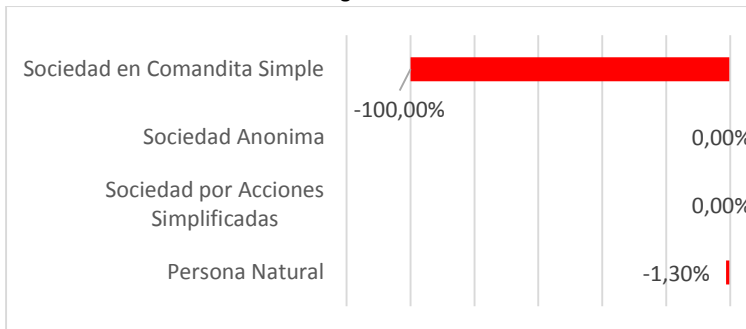 Sociedad en Comandita Simple
-100,00%
Sociedad Anonima
0,00%
Sociedad por Acciones
Simplificadas
0,00%
Persona Natural
-1,30%